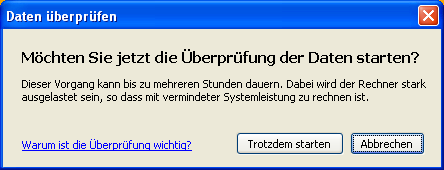 Daten überprüfen
Möchten Sie jetzt die Überprüfung der Daten starten?
Dieser Vorgang kann bis zu mehreren Stunden dauern. Dabei wird der Rechner stark
ausgelastet sein, so dass mit vermindeter Systemleistung zu rechnen ist.
Warum ist die Überprüfung wichtig?
Trotzdem starten
Abbrechen